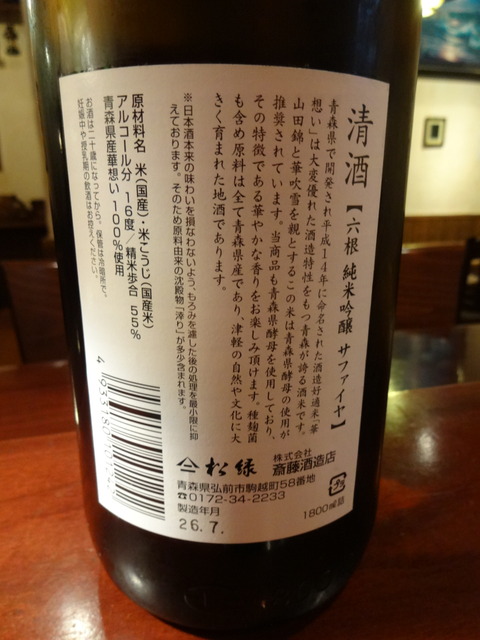 清酒【六根 純米吟醸 サファイヤ】
青森県で開発され平成14年に命名された酒造好適米「華
想い」は大変優れた酒造特性をもつ青森が誇る酒米です。
山田錦と華吹雪を親とするこの米は青森県酵母の使用が
推奨されています。当商品も青森県酵母を使用しており、
その特徴である華やかな香りをお楽しみ頂けます。種麹菌
も含め原料は全て青森県産であり、津軽の自然や文化に大
きく育まれた地酒であります。
※日本酒本来の味わいを損なわないよう、もろみを濾した後の処理を最小限に抑
えております。そのため原料由来の沈殿物「滓り」が多少含まれます。
原材料名 米(国産)・米こうじ(国産米)
アルコール分 16度/精米歩合 55%
青森県産華想い 100%使用
お酒は二十歳になってから。保管は冷暗所で。
妊娠中や授乳期の飲酒はお控えください。
松緑 株式会社 斎藤酒造店
青森県弘前市駒越町58番地
☎0172-34-2233
製造年月
26.7.
1800㎖詰